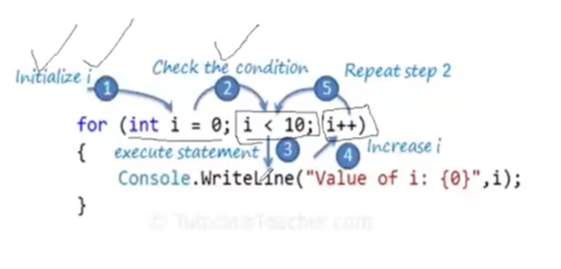 Initialize i
Check the condition
Repeat step 2
1
2
5
for (int i = 0; i < 10; i++)
{
execute statement
3
4
Increase i
Console.WriteLine("Value of i: {0}",i);
}
© TutorialsTeacher.com